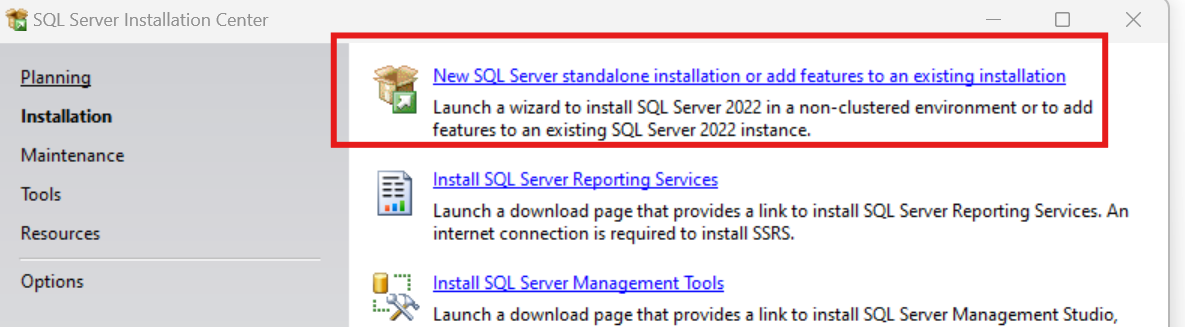 SQL Server Installation Center
Planning
Installation
Maintenance
Tools
Resources
Options
New SQL Server standalone installation or add features to an existing installation
Launch a wizard to install SQL Server 2022 in a non-clustered environment or to add
features to an existing SQL Server 2022 instance.
Install SQL Server Reporting Services
Launch a download page that provides a link to install SQL Server Reporting Services. An
internet connection is required to install SSRS.
Install SQL Server Management Tools
Launch a download page that provides a link to install SQL Server Management Studio,